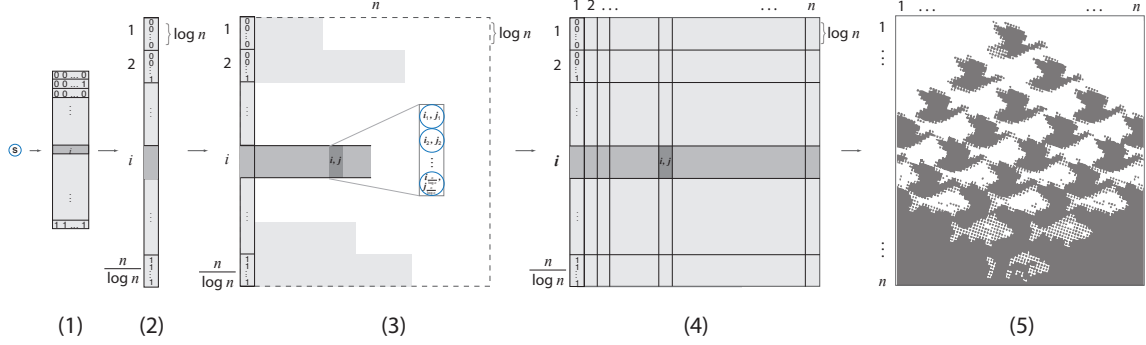 s
0 0 ... 0
0 0 ... 1
0 0 ... 0
⋮
i
⋮
1 1 ... 1
(1)
1
0 0 ⋮ 0
log n
2
0 0 ⋮ 1
⋮
i
⋮
n
log n
1 1 ⋮ 1
(2)
n
1
0 0 ⋮ 0
log n
2
0 0 ⋮ 1
⋮
i
i, j
i₁, j₁
i₂, j₂
⋮
⋮
n
log n
1 1 ⋮ 1
(3)
1 2 ... ... n
1
0 0 ⋮ 0
log n
2
0 0 ⋮ 1
⋮
i
i, j
⋮
n
log n
1 1 ⋮ 1
(4)
1 ... ... n
1
⋮
⋮
n
(5)